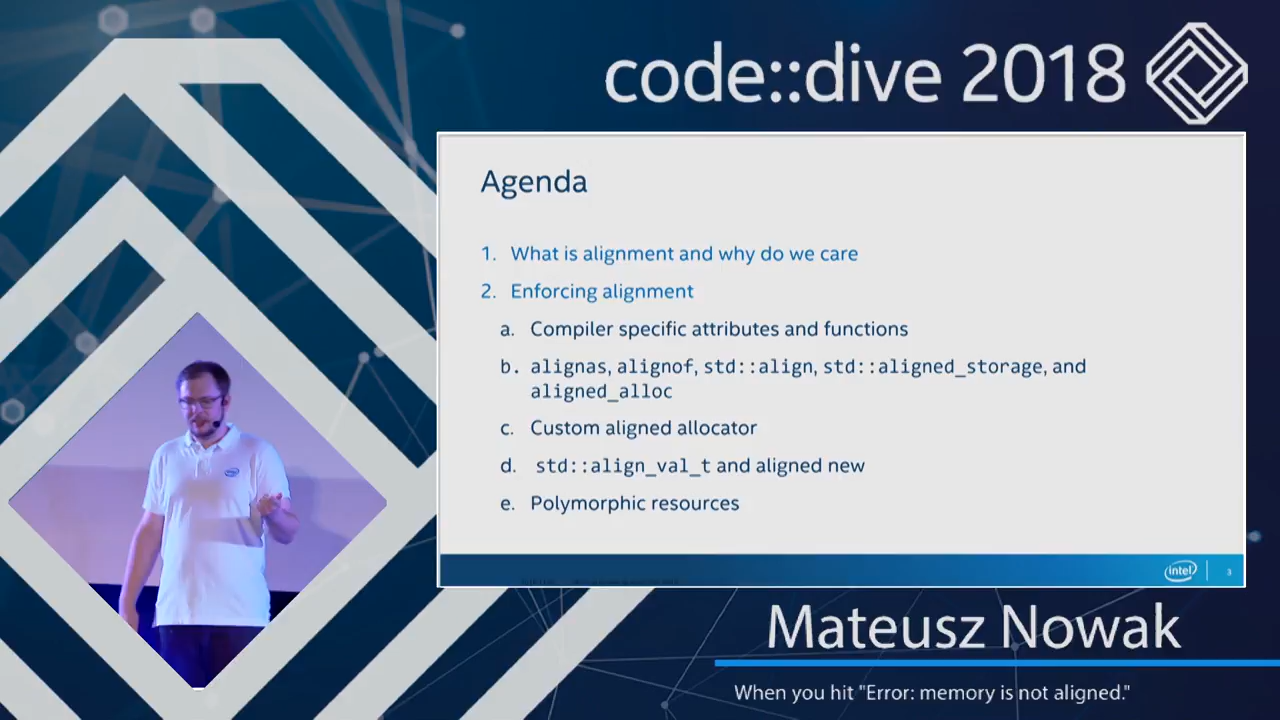 code::dive 2018
Agenda
1. What is alignment and why do we care
2. Enforcing alignment
a. Compiler specific attributes and functions
b. alignas, alignof, std::align, std::aligned_storage, and
aligned_alloc
c. Custom aligned allocator
d. std::align_val_t and aligned new
e. Polymorphic resources
intel
3
intel
Mateusz Nowak
When you hit "Error: memory is not aligned."